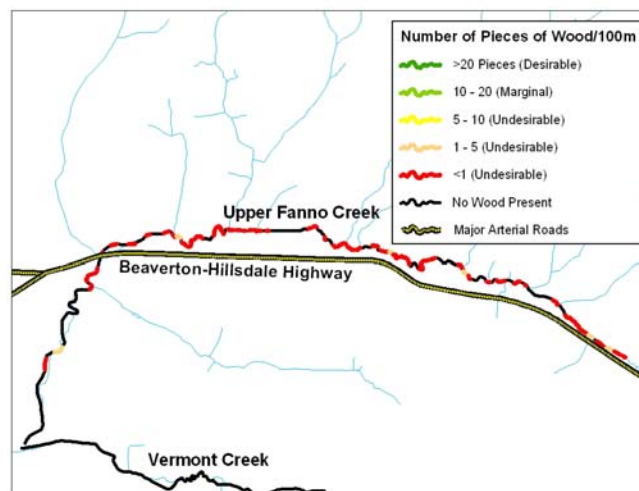 Number of Pieces of Wood/100m
>20 Pieces (Desirable)
10 - 20 (Marginal)
5 - 10 (Undesirable)
1 - 5 (Undesirable)
<1 (Undesirable)
No Wood Present
Major Arterial Roads
Upper Fanno Creek
Beaverton-Hillsdale Highway
Vermont Creek